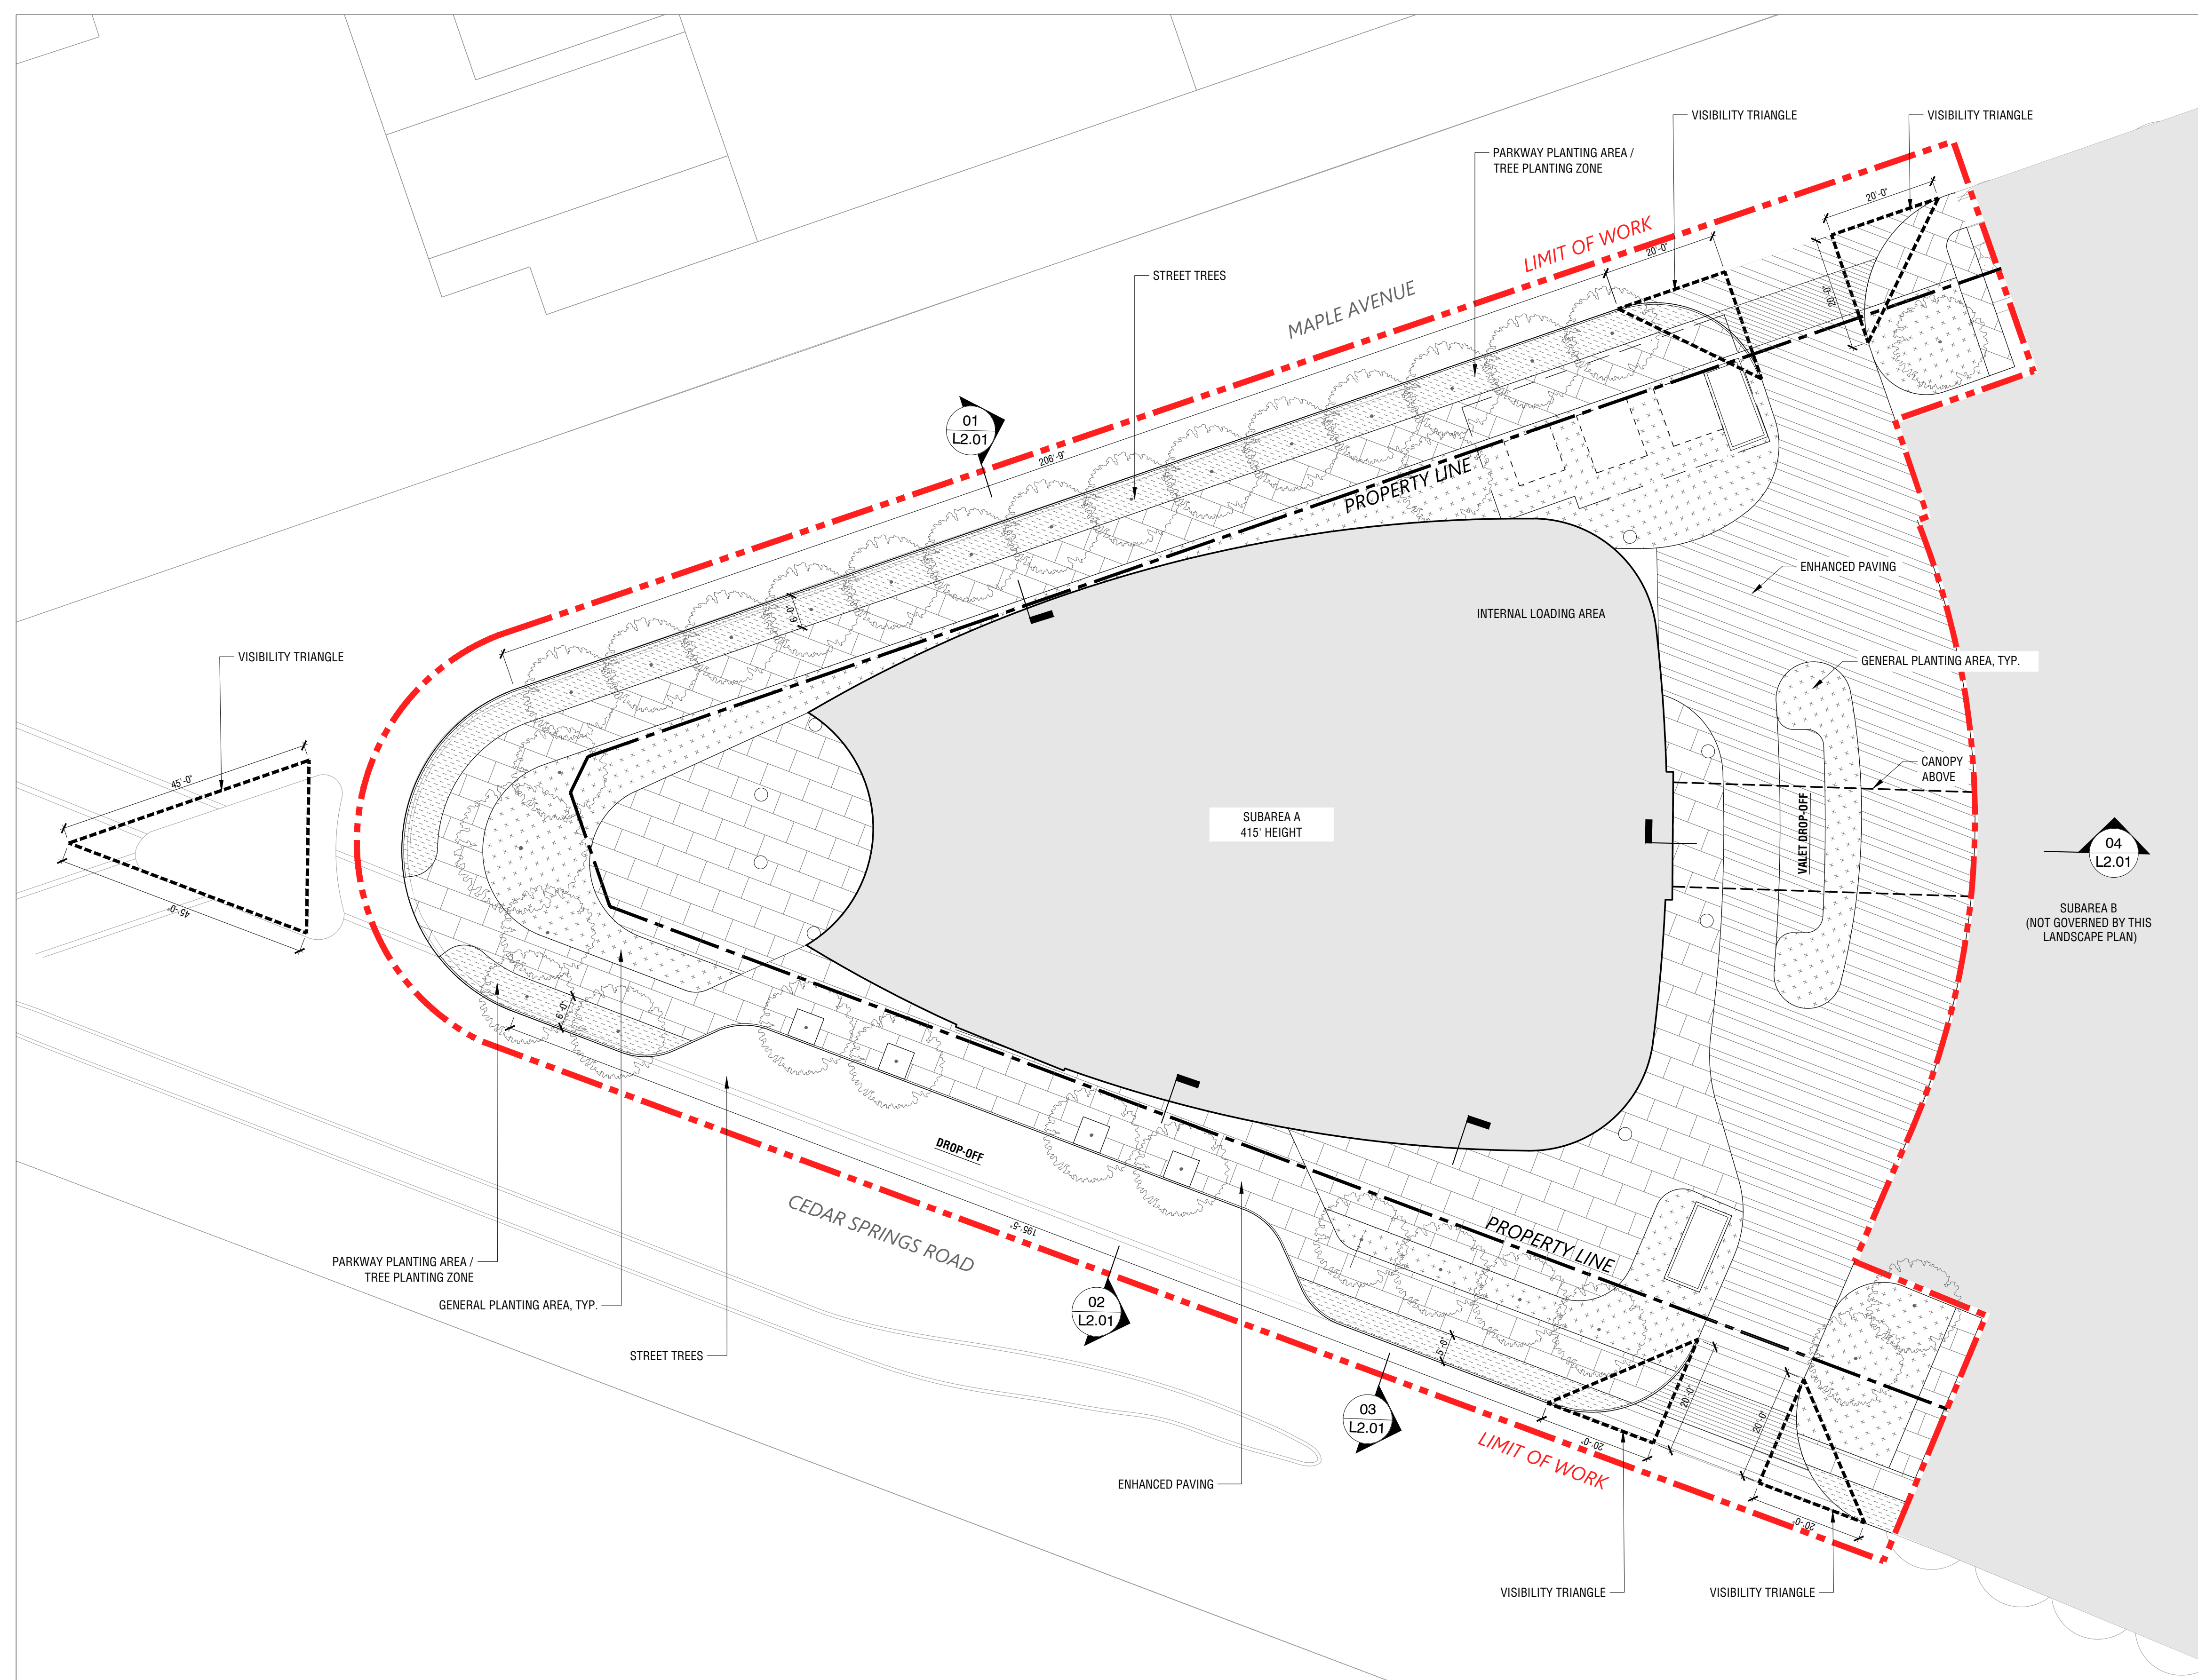 VISIBILITY TRIANGLE
VISIBILITY TRIANGLE
PARKWAY PLANTING AREA /
TREE PLANTING ZONE
20'-0"
LIMIT OF WORK
20'-0"
STREET TREES
20'-0"
MAPLE AVENUE
01
L2.01
206'-9"
PROPERTY LINE
ENHANCED PAVING
6'-0"
INTERNAL LOADING AREA
VISIBILITY TRIANGLE
GENERAL PLANTING AREA, TYP.
45'-0"
CANOPY
ABOVE
SUBAREA A
415' HEIGHT
VALET DROP-OFF
04
L2.01
45'-0"
SUBAREA B
(NOT GOVERNED BY THIS
LANDSCAPE PLAN)
6'-0"
DROP-OFF
CEDAR SPRINGS ROAD
195'-5"
PROPERTY LINE
PARKWAY PLANTING AREA /
TREE PLANTING ZONE
GENERAL PLANTING AREA, TYP.
02
L2.01
STREET TREES
5'-0"
20'-0"
20'-0"
03
L2.01
LIMIT OF WORK
20'-0"
ENHANCED PAVING
20'-0"
VISIBILITY TRIANGLE
VISIBILITY TRIANGLE